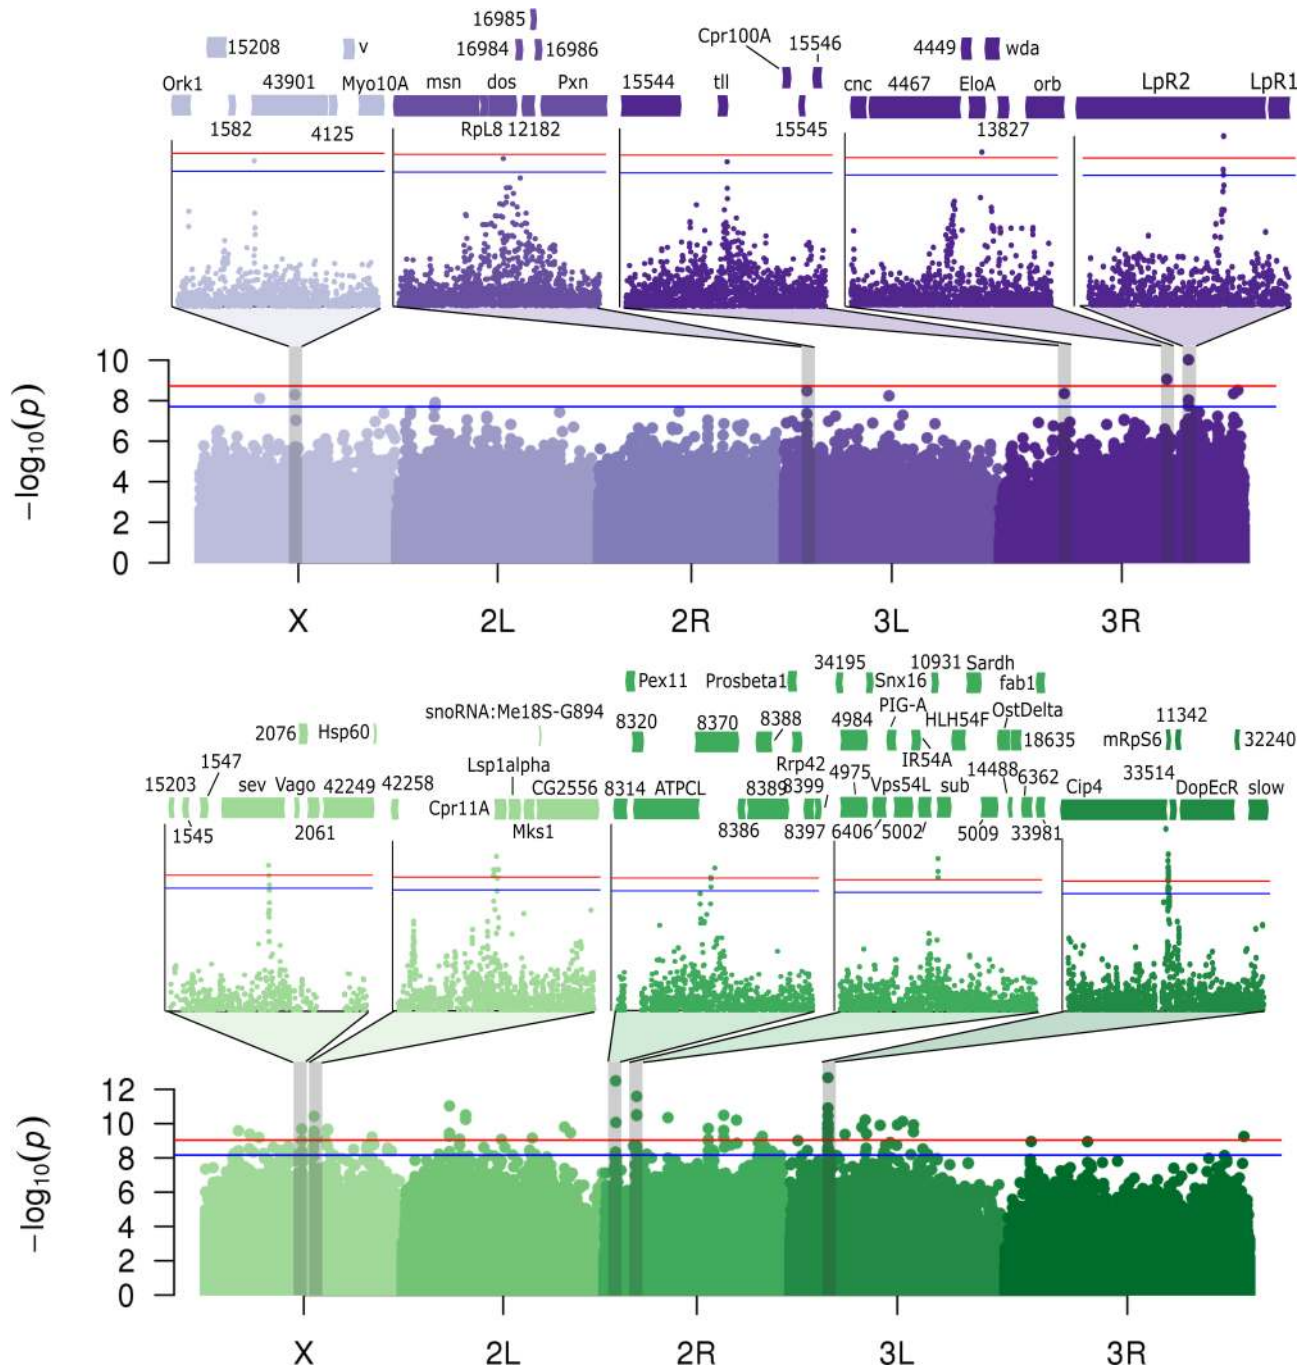 16985
15208 v 16984 16986 Cpr100A 15546 4449 wda
Ork1 43901 Myo10A msn dos Pxn 15544 tll cnc 4467 EloA orb LpR2 LpR1
1582 4125 RpL8 12182 15545 13827
10
8
6
4
2
0
−log10(p)
X 2L 2R 3L 3R
34195 10931 Sardh
Pex11 Prosbeta1 Snx16 fab1
snoRNA:Me18S-G894 PIG-A OstDelta 11342
2076 Hsp60 8320 8370 8388 4984 HLH54F 18635 mRpS6 32240
1547 Lsp1alpha Rrp42 IR54A
15203 sev Vago 42249 42258 Cpr11A CG2556 8314 ATPCL 8389 8399 4975 Vps54L sub 14488 6362 Cip4 33514 DopEcR slow
1545 2061 Mks1 8386 8397 6406 5002 5009 33981
12
10
8
6
4
2
0
−log10(p)
X 2L 2R 3L 3R